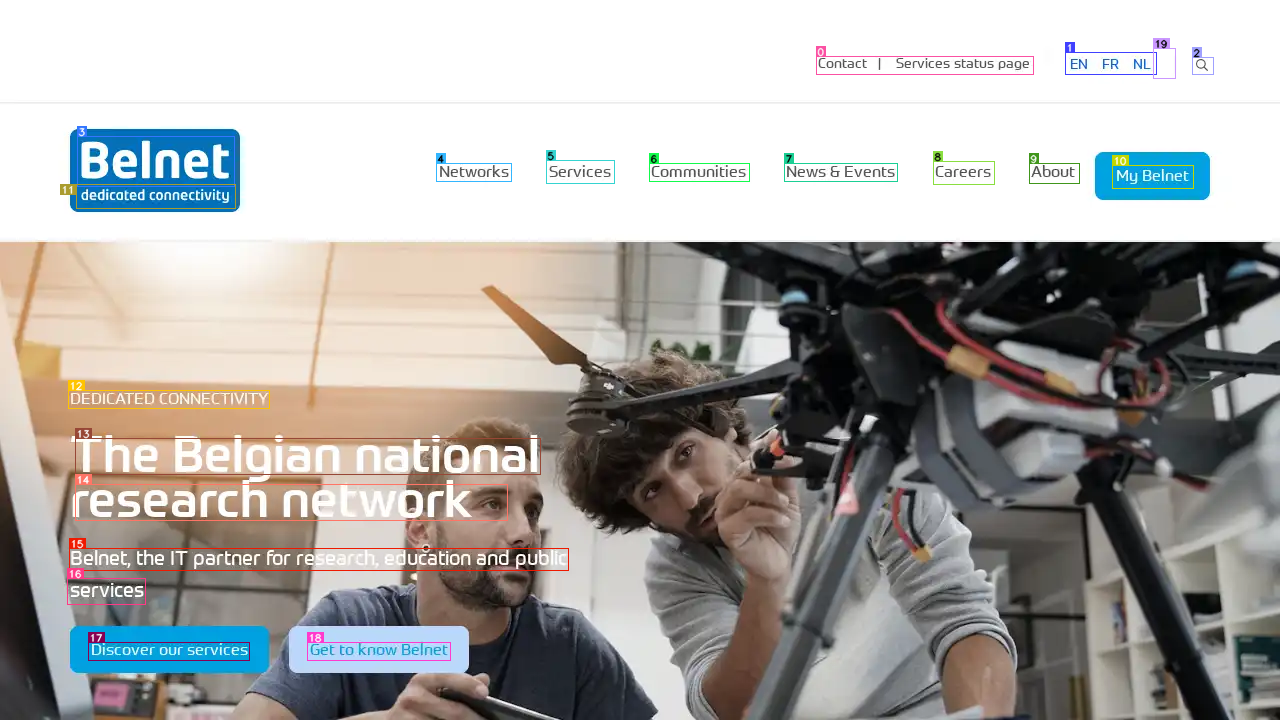 Contact | Services status page
EN FR NL
Belnet
dedicated connectivity
Networks
Services
Communities
News & Events
Careers
About
My Belnet
DEDICATED CONNECTIVITY
The Belgian national
research network
Belnet, the IT partner for research, education and public
services
Discover our services
Get to know Belnet